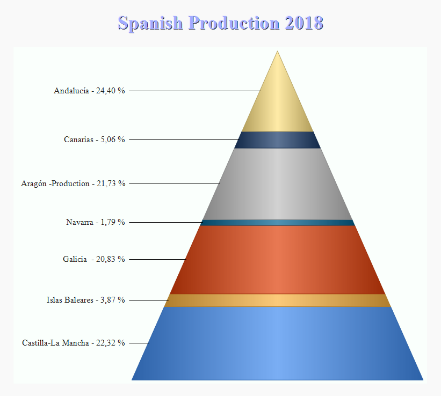 Spanish Production 2018
Andalucía - 24,40 %
Canarias - 5,06 %
Aragón -Production - 21,73 %
Navarra - 1,79 %
Galicia - 20,83 %
Islas Baleares - 3,87 %
Castilla-La Mancha - 22,32 %